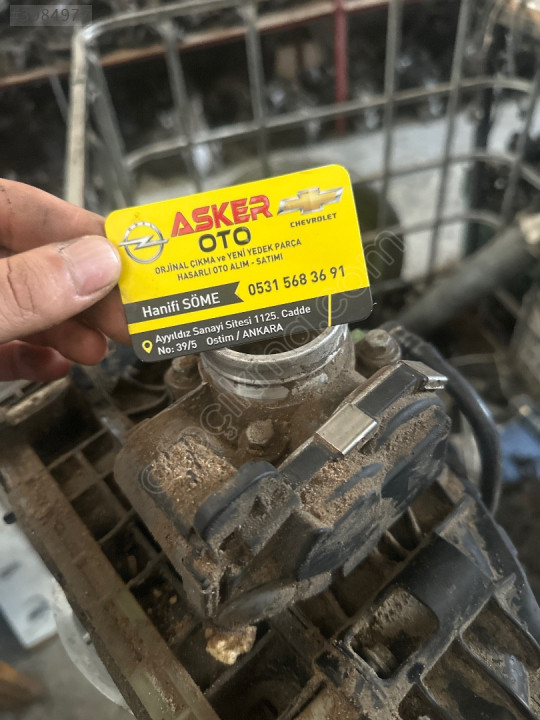 508497
ASKER
OTO
CHEVROLET
ORJİNAL ÇIKMA ve YENİ YEDEK PARÇA
HASARLI OTO ALIM - SATIMI
Hanifi SÖME
0531 568 36 91
Ayyıldız Sanayi Sitesi 1125. Cadde
No: 39/5 Ostim / ANKARA